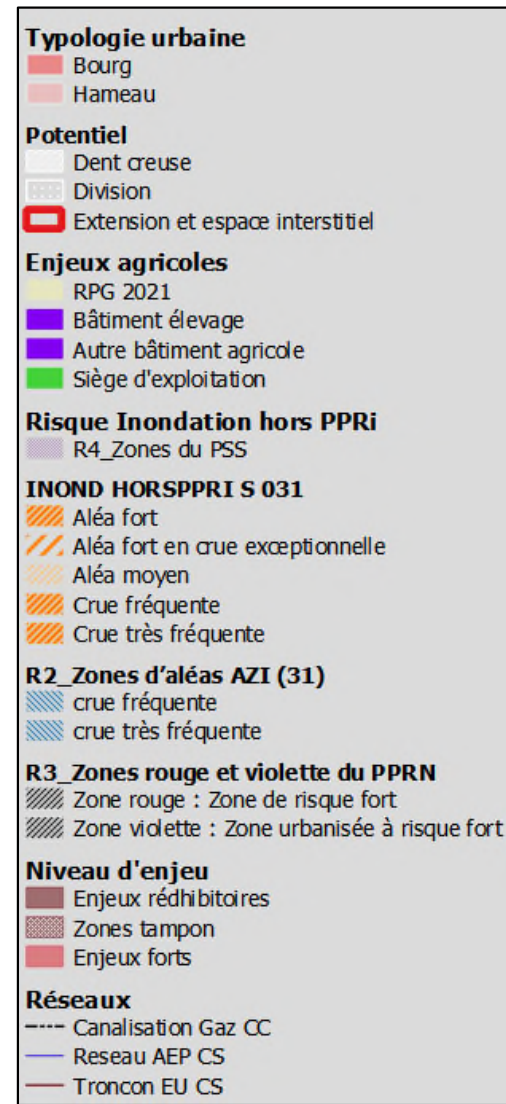 Typologie urbaine
Bourg
Hameau
Potentiel
Dent creuse
Division
Extension et espace interstitiel
Enjeux agricoles
RPG 2021
Bâtiment élevage
Autre bâtiment agricole
Siège d'exploitation
Risque Inondation hors PPRi
R4_Zones du PSS
INOND HORSPPRI S 031
Aléa fort
Aléa fort en crue exceptionnelle
Aléa moyen
Crue fréquente
Crue très fréquente
R2_Zones d’aléas AZI (31)
crue fréquente
crue très fréquente
R3_Zones rouge et violette du PPRN
Zone rouge : Zone de risque fort
Zone violette : Zone urbanisée à risque fort
Niveau d'enjeu
Enjeux rédhibitoires
Zones tampon
Enjeux forts
Réseaux
Canalisation Gaz CC
Reseau AEP CS
Troncon EU CS